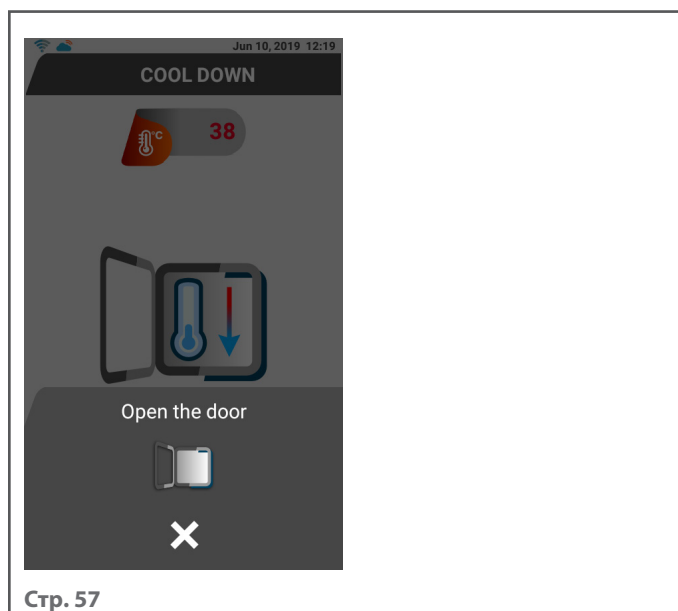 Jun 10, 2019 12:19
COOL DOWN
°C 38
Open the door
Стр. 57